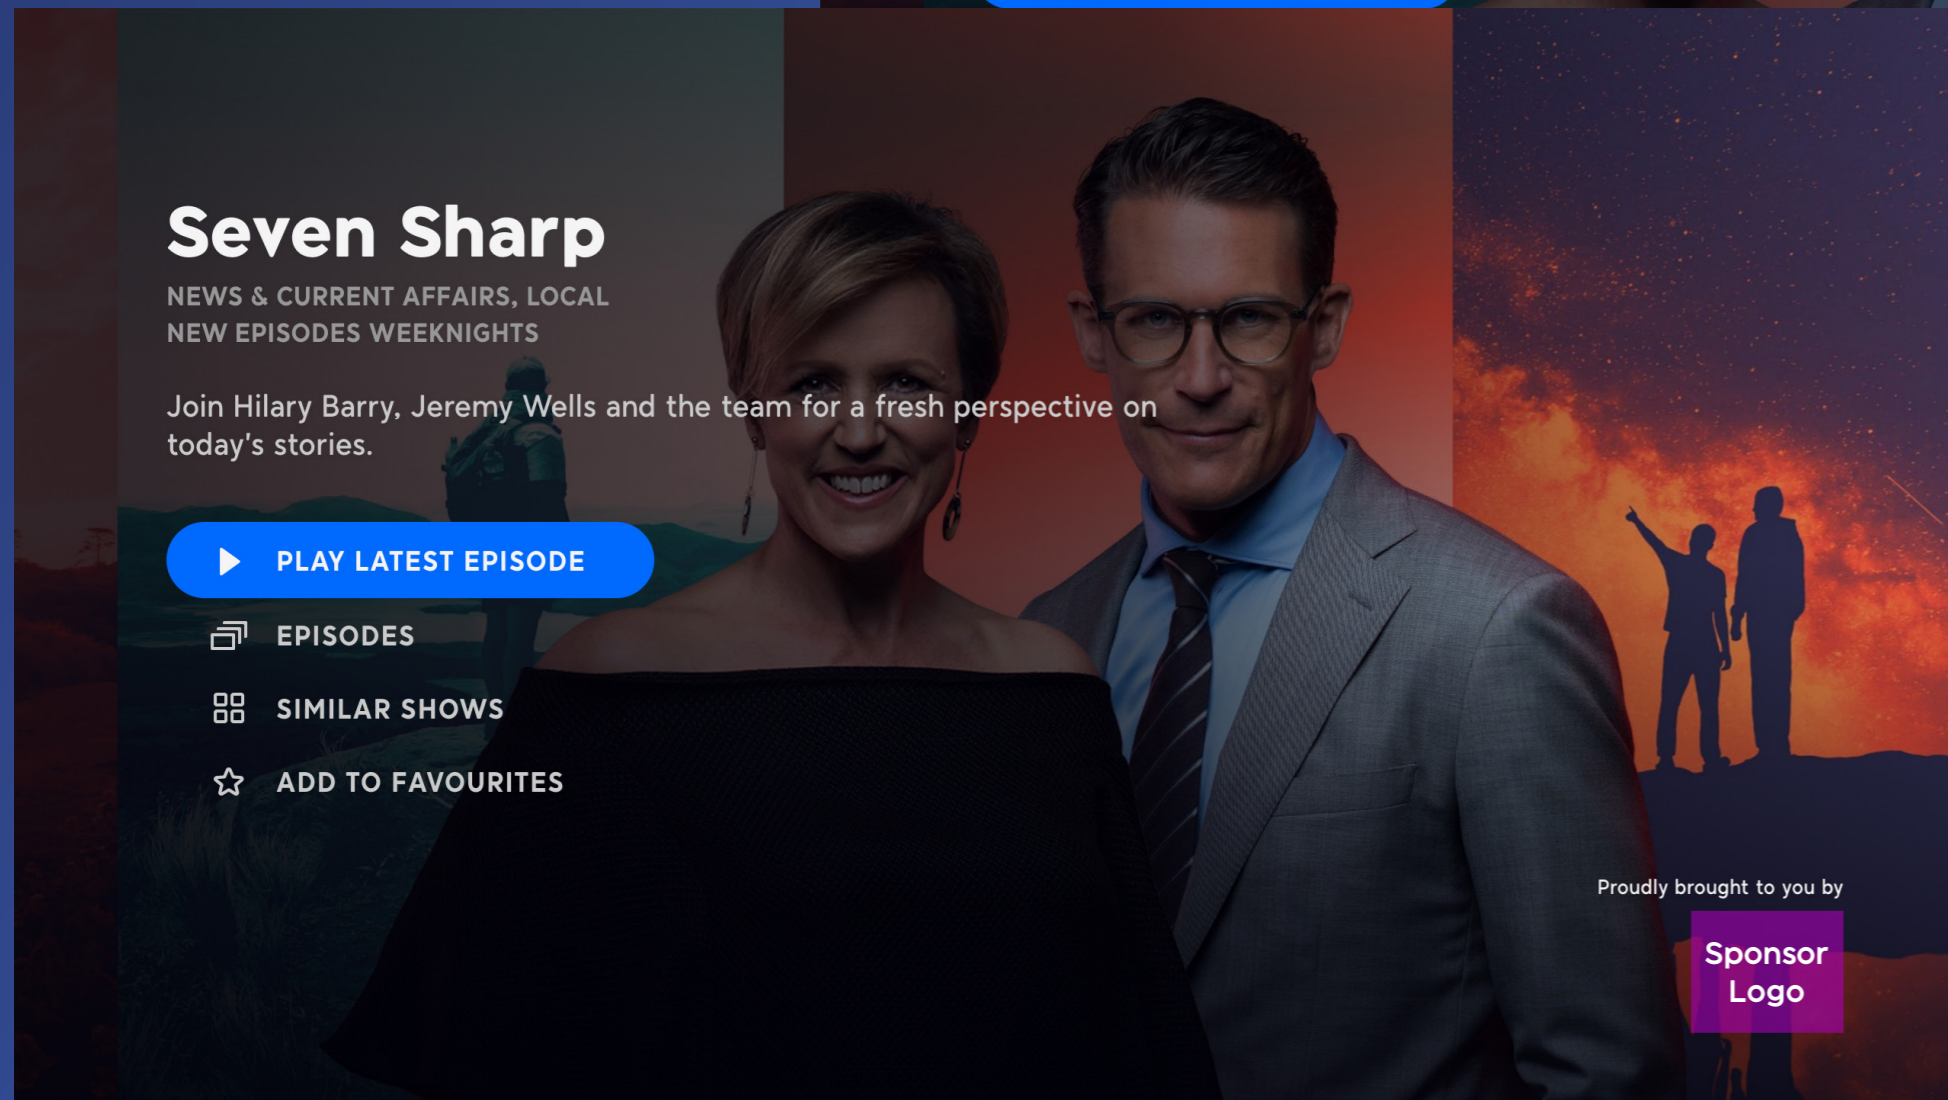 Seven Sharp
NEWS & CURRENT AFFAIRS, LOCAL
NEW EPISODES WEEKNIGHTS
Join Hilary Barry, Jeremy Wells and the team for a fresh perspective on
today's stories.
PLAY LATEST EPISODE
EPISODES
SIMILAR SHOWS
ADD TO FAVOURITES
Proudly brought to you by
Sponsor
Logo